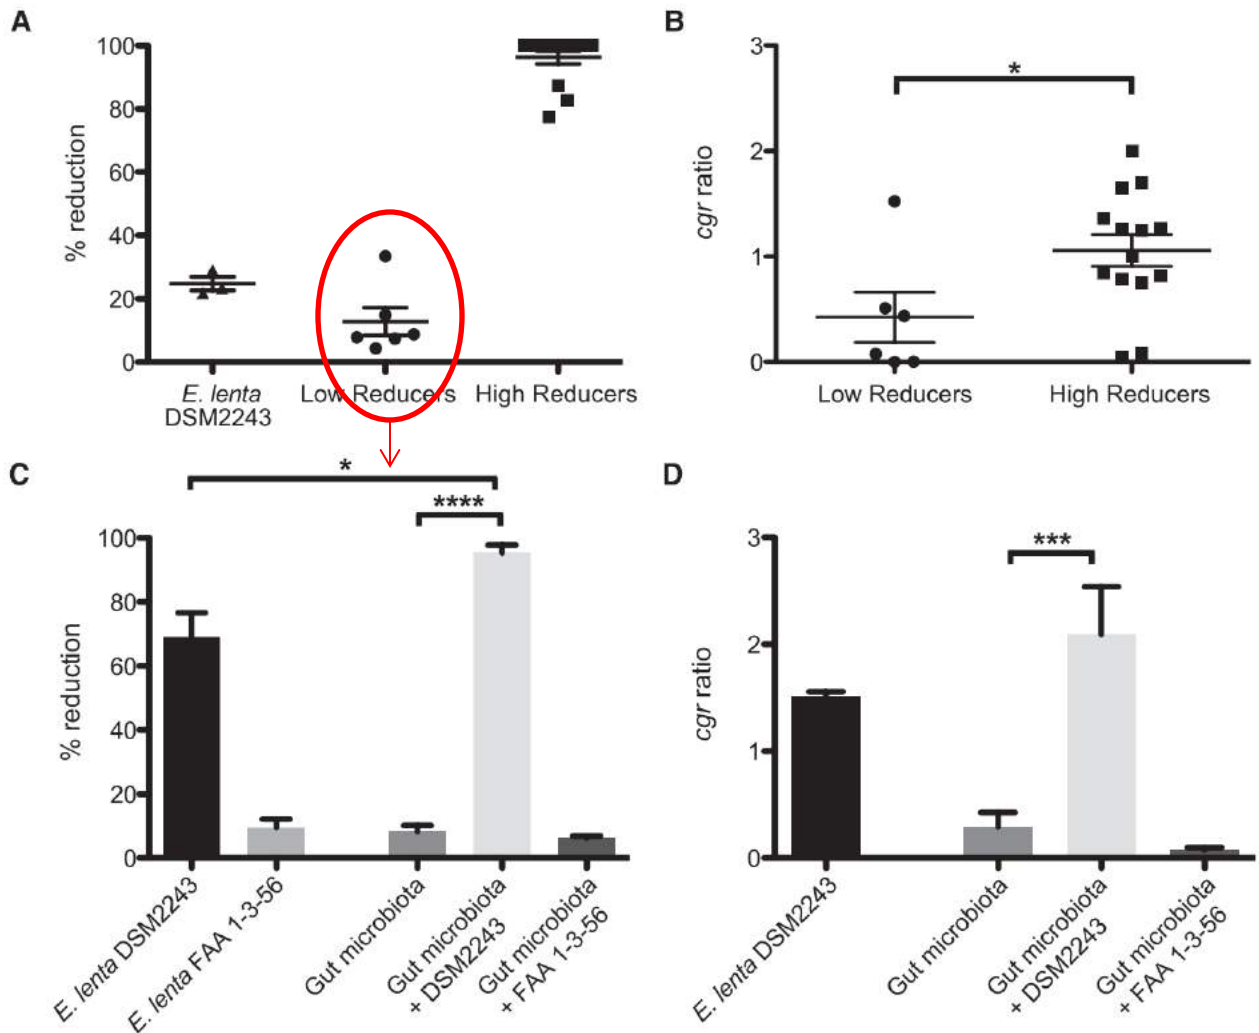 A
100
80
60
40
20
0
% reduction
E. lenta
DSM2243
Low Reducers
High Reducers
B
*
3
2
1
0
cgr ratio
Low Reducers
High Reducers
C
*
****
100
80
60
40
20
0
% reduction
E. lenta DSM2243
E. lenta FAA 1-3-56
Gut microbiota
Gut microbiota
+ DSM2243
Gut microbiota
+ FAA 1-3-56
D
***
3
2
1
0
cgr ratio
E. lenta DSM2243
Gut microbiota
Gut microbiota
+ DSM2243
Gut microbiota
+ FAA 1-3-56